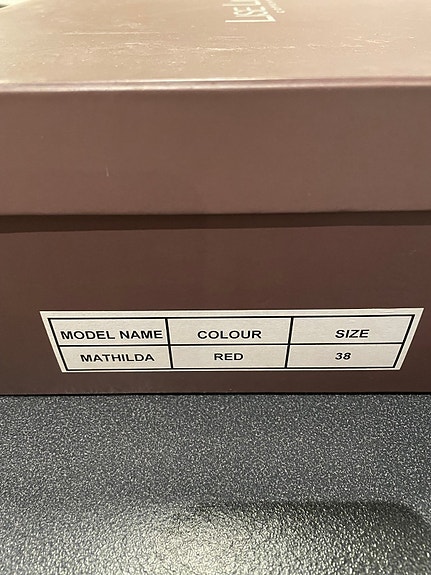 MODEL NAME COLOUR SIZE
MATHILDA RED 38